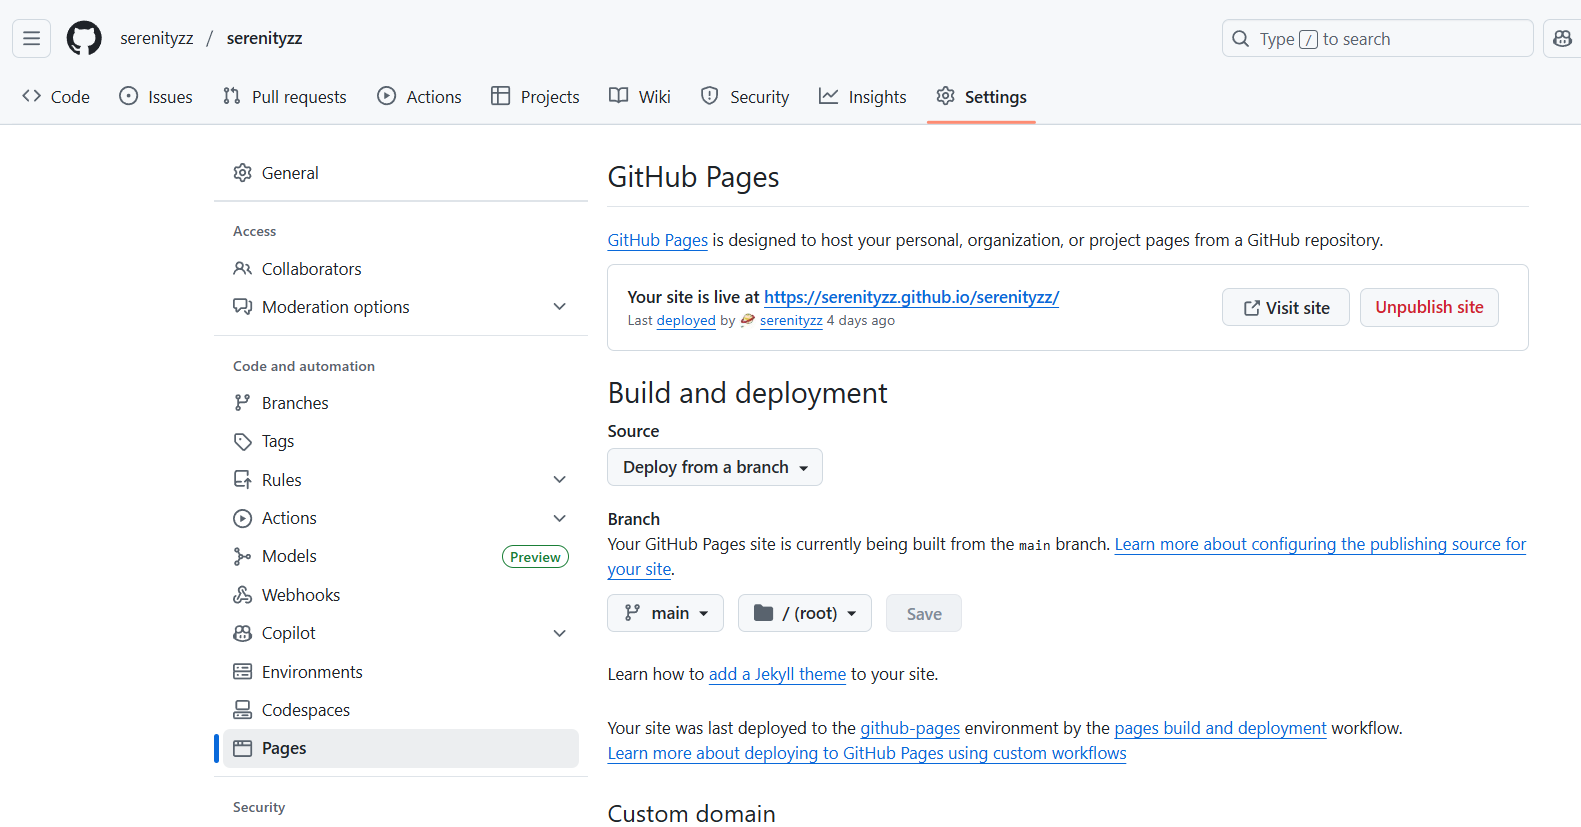 serenityzz / serenityzz
Type / to search
Code
Issues
Pull requests
Actions
Projects
Wiki
Security
Insights
Settings
General
Access
Collaborators
Moderation options
Code and automation
Branches
Tags
Rules
Actions
Models Preview
Webhooks
Copilot
Environments
Codespaces
Pages
Security
GitHub Pages
GitHub Pages is designed to host your personal, organization, or project pages from a GitHub repository.
Your site is live at https://serenityzz.github.io/serenityzz/
Last deployed by serenityzz 4 days ago
Visit site
Unpublish site
Build and deployment
Source
Deploy from a branch
Branch
Your GitHub Pages site is currently being built from the main branch. Learn more about configuring the publishing source for
your site.
main
/ (root)
Save
Learn how to add a Jekyll theme to your site.
Your site was last deployed to the github-pages environment by the pages build and deployment workflow.
Learn more about deploying to GitHub Pages using custom workflows
Custom domain